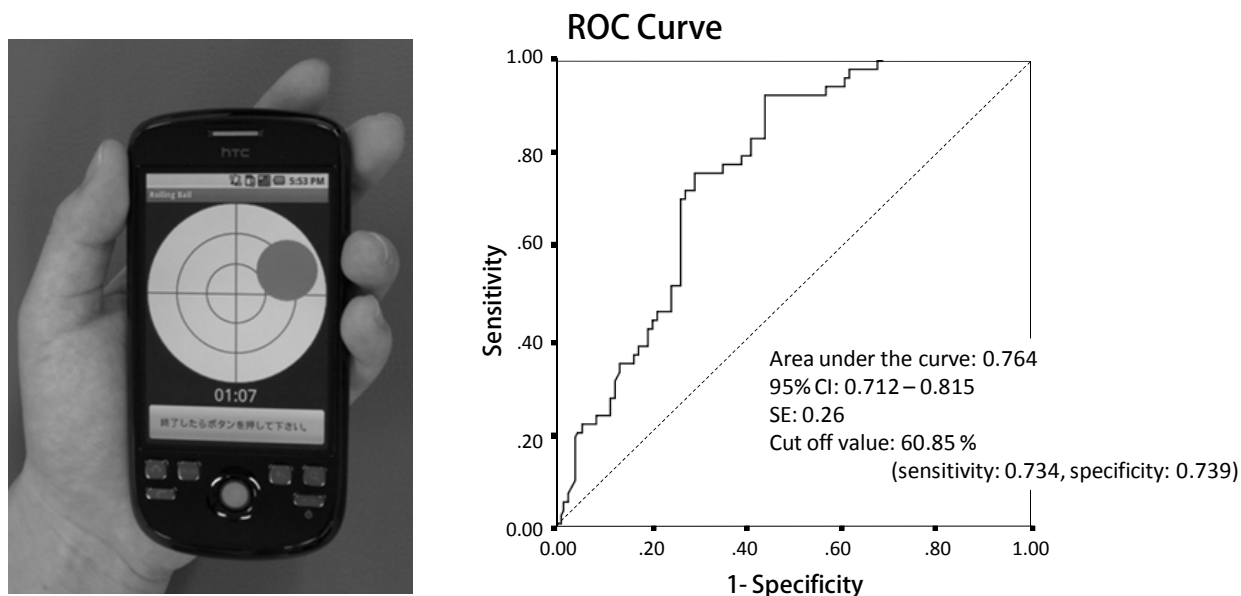 htc
5:53 PM
Rolling Ball
01:07
終了したらボタンを押して下さい。
ROC Curve
1.00
.80
.60
.40
.20
0.00
Sensitivity
Area under the curve: 0.764
95% CI: 0.712 – 0.815
SE: 0.26
Cut off value: 60.85 %
(sensitivity: 0.734, specificity: 0.739)
0.00 .20 .40 .60 .80 1.00
1- Specificity